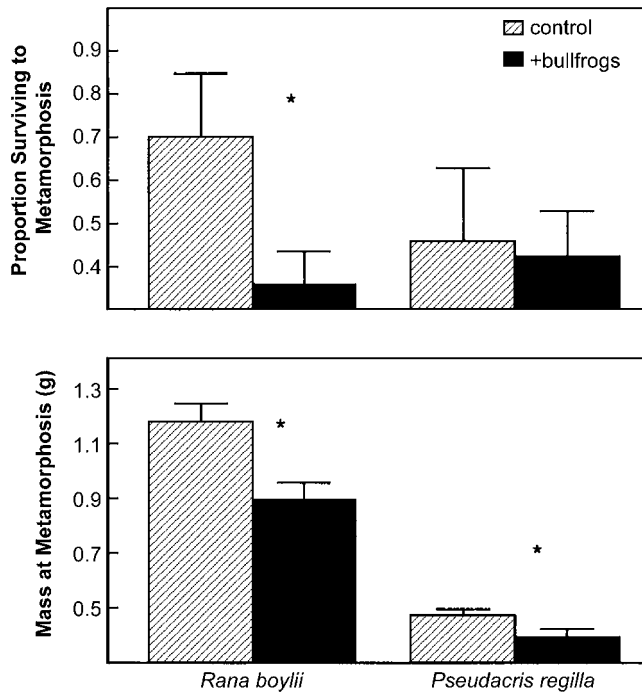 control
+bullfrogs
*
Proportion Surviving to
Metamorphosis
0.9
0.8
0.7
0.6
0.5
0.4
Mass at Metamorphosis (g)
1.3
1.1
0.9
0.7
0.5
*
*
Rana boylii
Pseudacris regilla